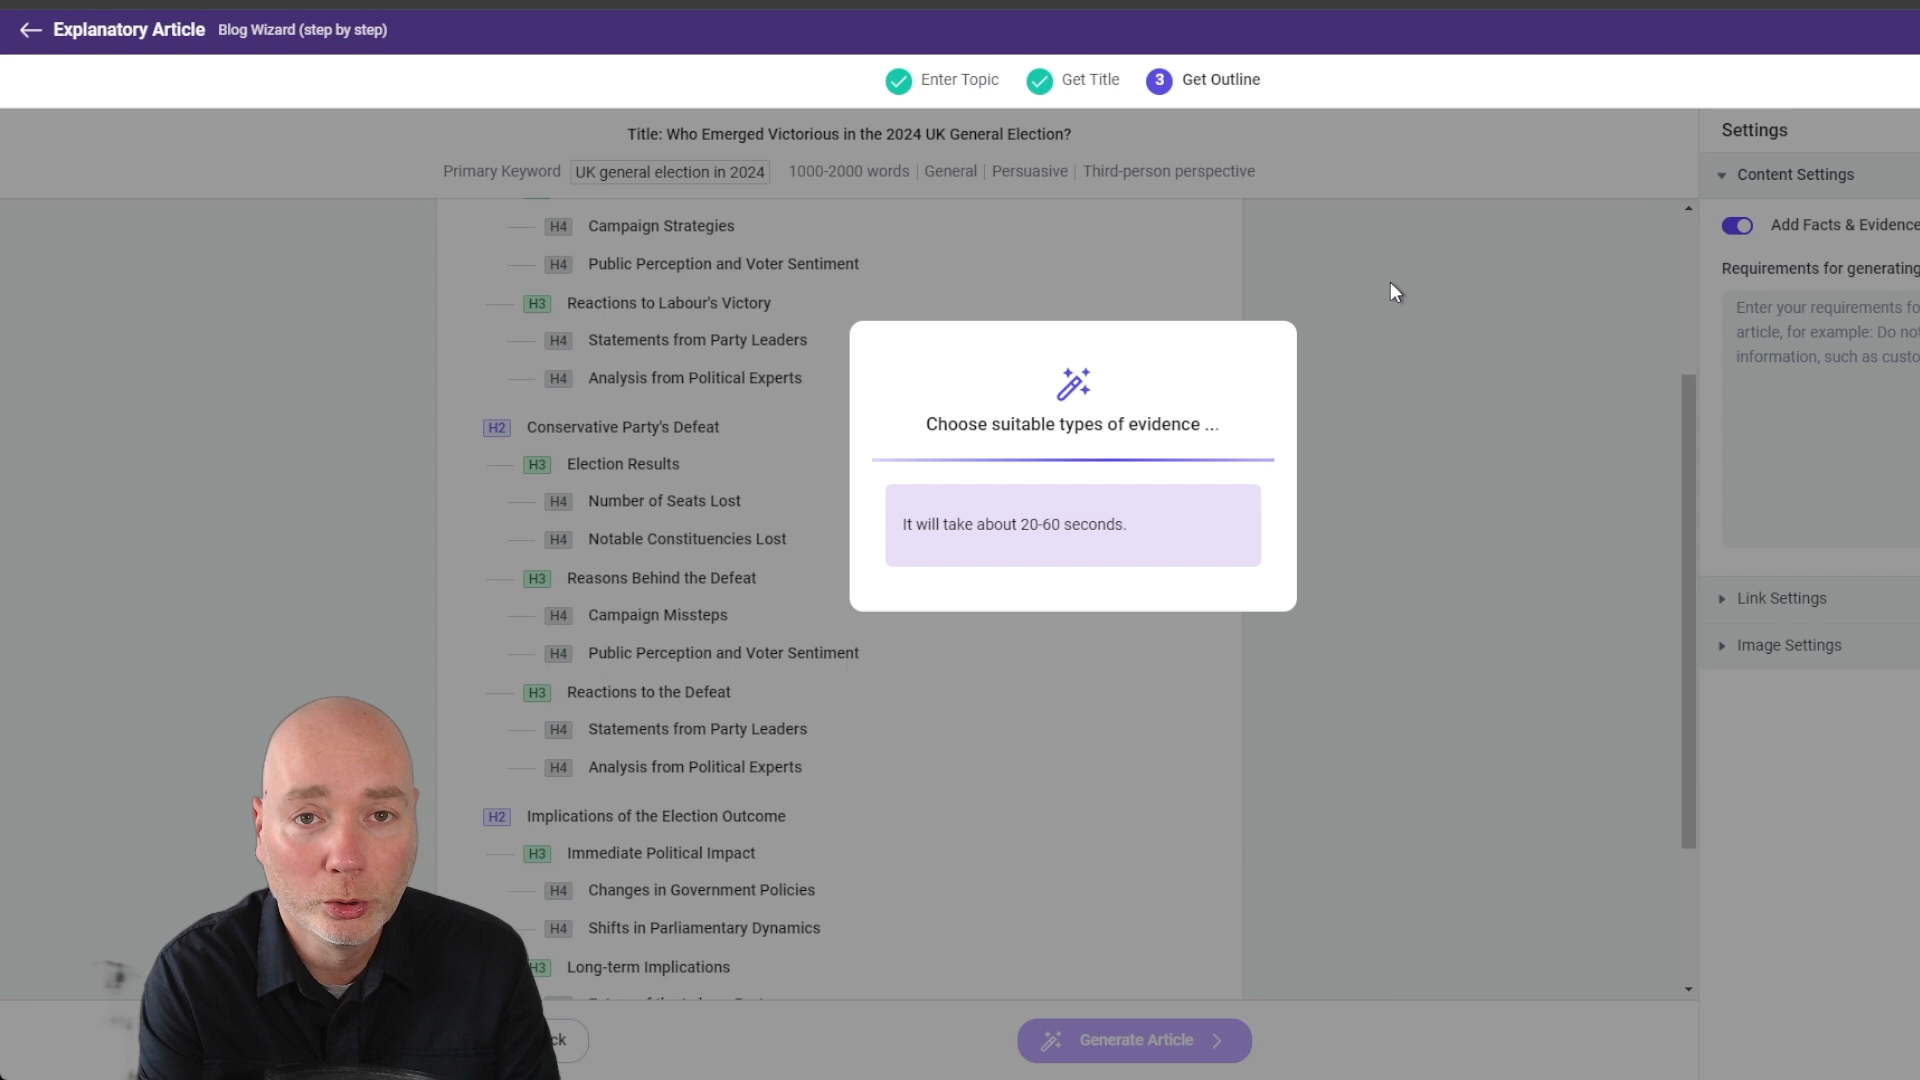 Explanatory Article Blog Wizard (step by step)
Enter Topic
Get Title
3 Get Outline
Title: Who Emerged Victorious in the 2024 UK General Election?
Primary Keyword UK general election in 2024 1000-2000 words | General | Persuasive | Third-person perspective
Settings
Content Settings
Add Facts & Evidence
Requirements for generating
Enter your requirements fo
article, for example: Do not
information, such as custo
Link Settings
Image Settings
H4 Campaign Strategies
H4 Public Perception and Voter Sentiment
H3 Reactions to Labour's Victory
H4 Statements from Party Leaders
H4 Analysis from Political Experts
H2 Conservative Party's Defeat
H3 Election Results
H4 Number of Seats Lost
H4 Notable Constituencies Lost
H3 Reasons Behind the Defeat
H4 Campaign Missteps
H4 Public Perception and Voter Sentiment
H3 Reactions to the Defeat
H4 Statements from Party Leaders
H4 Analysis from Political Experts
H2 Implications of the Election Outcome
H3 Immediate Political Impact
H4 Changes in Government Policies
H4 Shifts in Parliamentary Dynamics
H3 Long-term Implications
Choose suitable types of evidence ...
It will take about 20-60 seconds.
ck
Generate Article